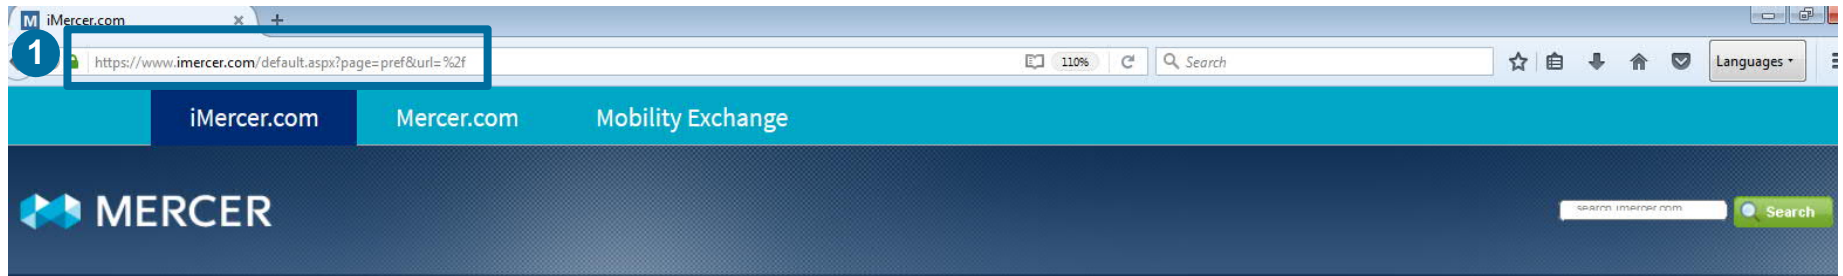 M iMercer.com × +
1 https://www.imercer.com/default.aspx?page=pref&url=%2f 110% Search Languages
iMercer.com Mercer.com Mobility Exchange
MERCER search imercer.com Search